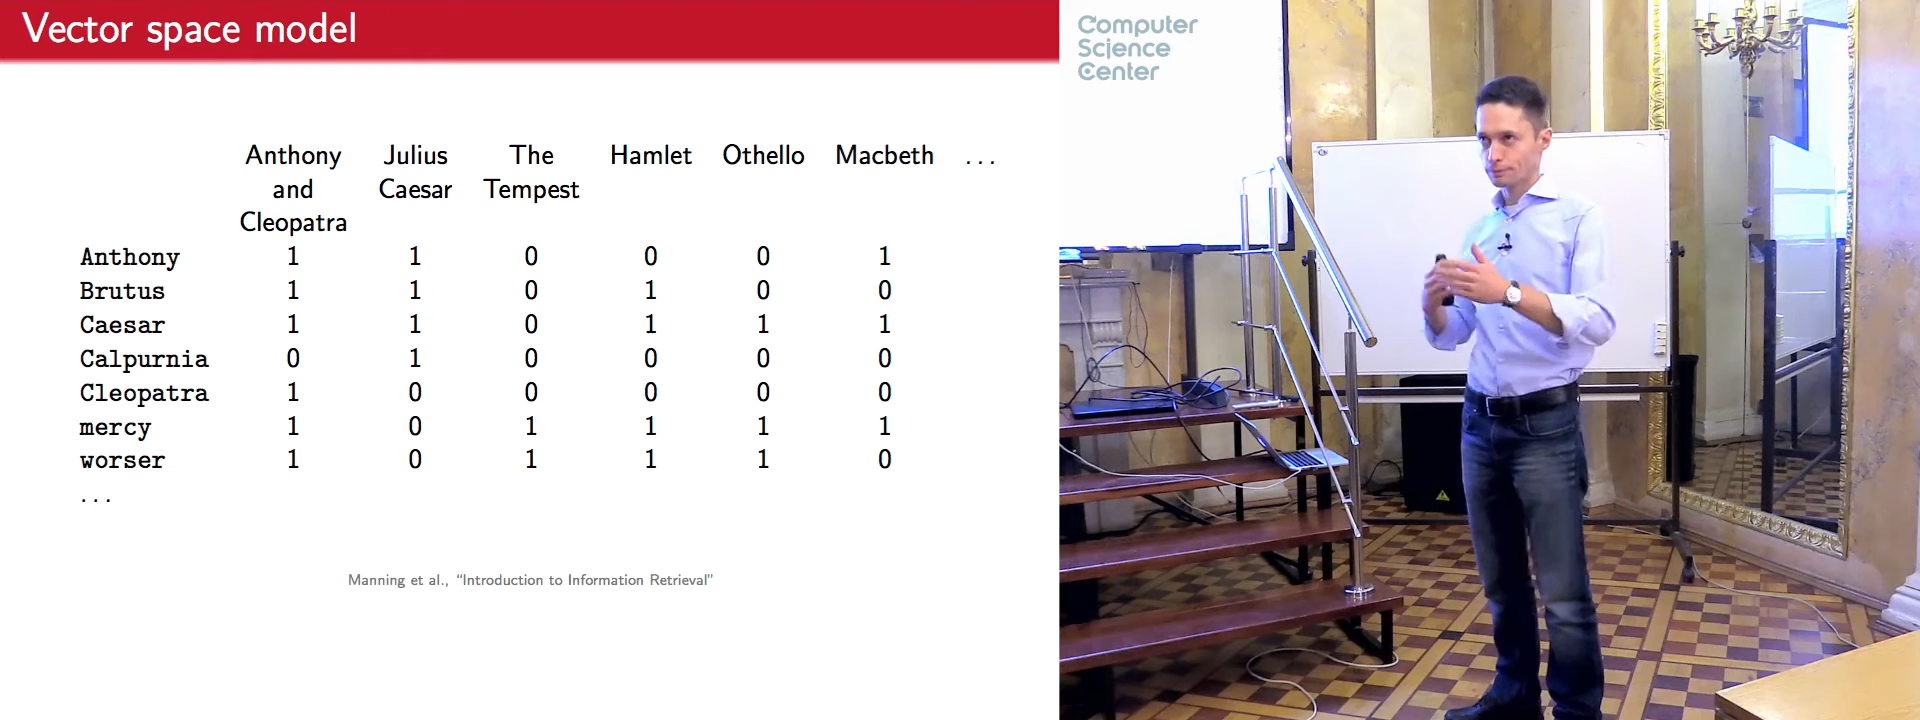 Vector space model
Computer
Science
Center
Anthony Julius The Hamlet Othello Macbeth ...
and Caesar Tempest
Cleopatra
Anthony 1 1 0 0 0 1
Brutus 1 1 0 1 0 0
Caesar 1 1 0 1 1 1
Calpurnia 0 1 0 0 0 0
Cleopatra 1 0 0 0 0 0
mercy 1 0 1 1 1 1
worser 1 0 1 1 1 0
...
Manning et al., “Introduction to Information Retrieval”